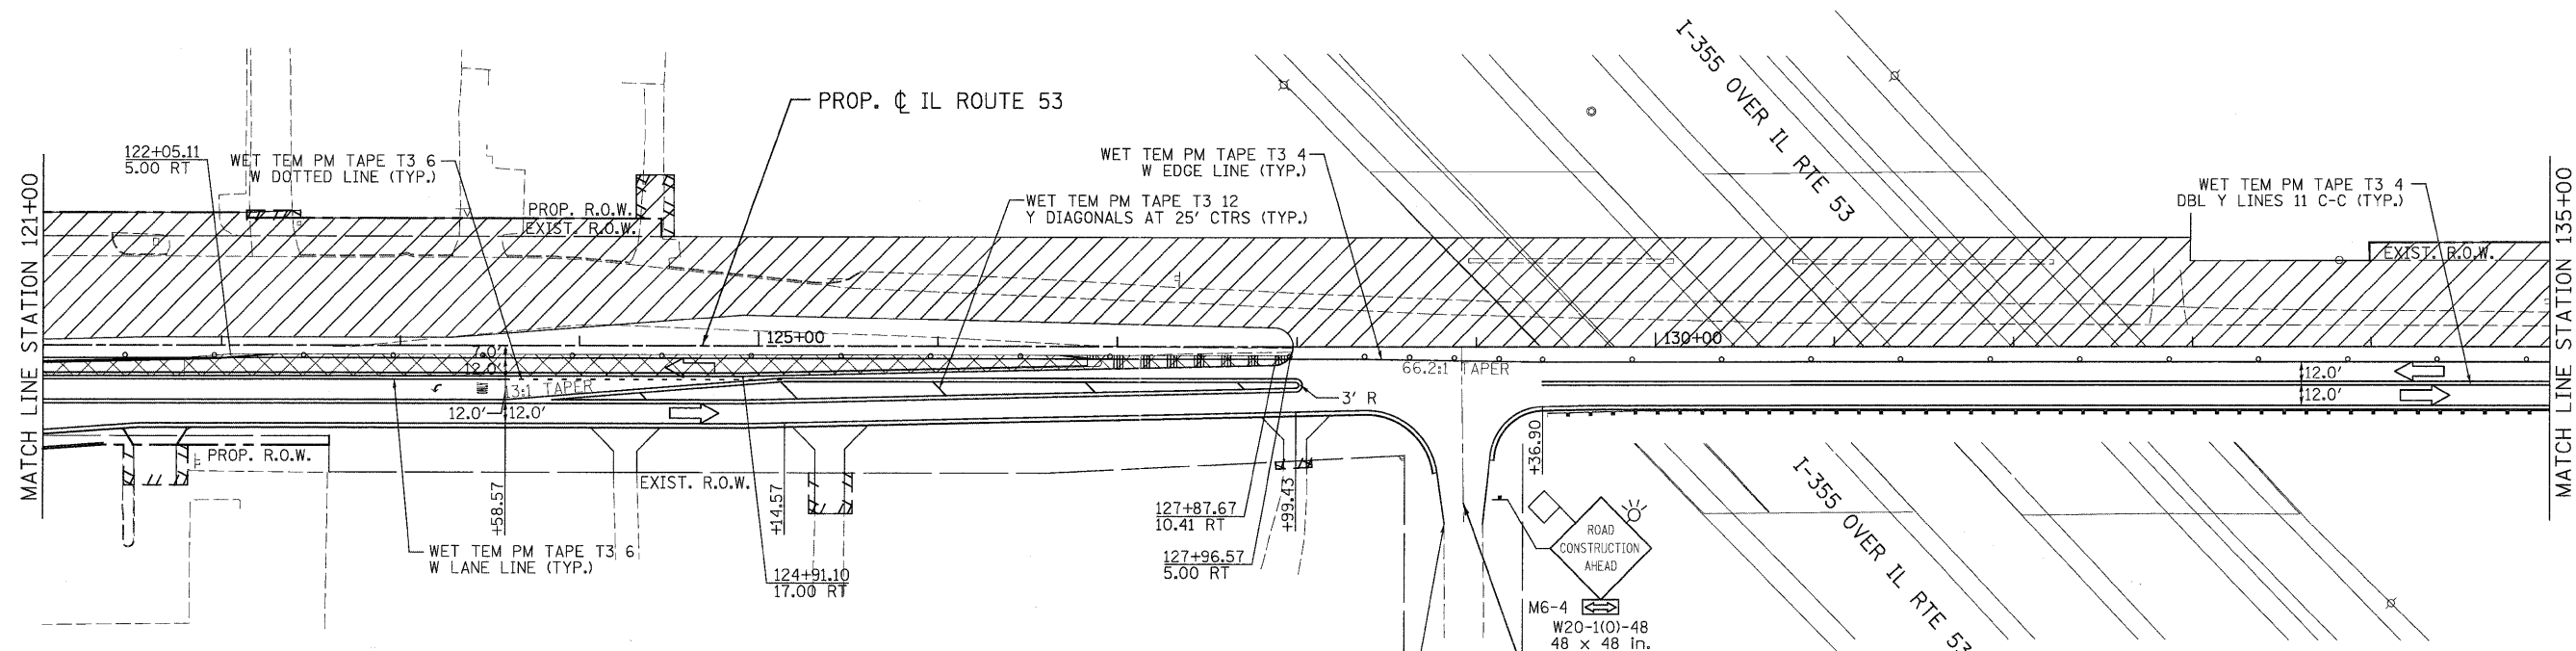 MATCH LINE STATION 121+00
122+05.11
5.00 RT
WET TEM PM TAPE T3 6
W DOTTED LINE (TYP.)
PROP. ℄ IL ROUTE 53
WET TEM PM TAPE T3 4
W EDGE LINE (TYP.)
WET TEM PM TAPE T3 12
Y DIAGONALS AT 25' CTRS (TYP.)
I-355 OVER IL RTE 53
WET TEM PM TAPE T3 4
DBL Y LINES 11 C-C (TYP.)
MATCH LINE STATION 135+00
PROP. R.O.W.
EXIST. R.O.W.
EXIST. R.O.W.
125+00
130+00
7.0'
12.0'
13:1 TAPER
66.2:1 TAPER
12.0'
12.0'
12.0'
12.0'
3' R
PROP. R.O.W.
EXIST. R.O.W.
+58.57
+14.57
+99.43
+36.90
WET TEM PM TAPE T3 6
W LANE LINE (TYP.)
124+91.10
17.00 RT
127+87.67
10.41 RT
127+96.57
5.00 RT
ROAD
CONSTRUCTION
AHEAD
M6-4
W20-1(O)-48
48 x 48 in.
I-355 OVER IL RTE 53